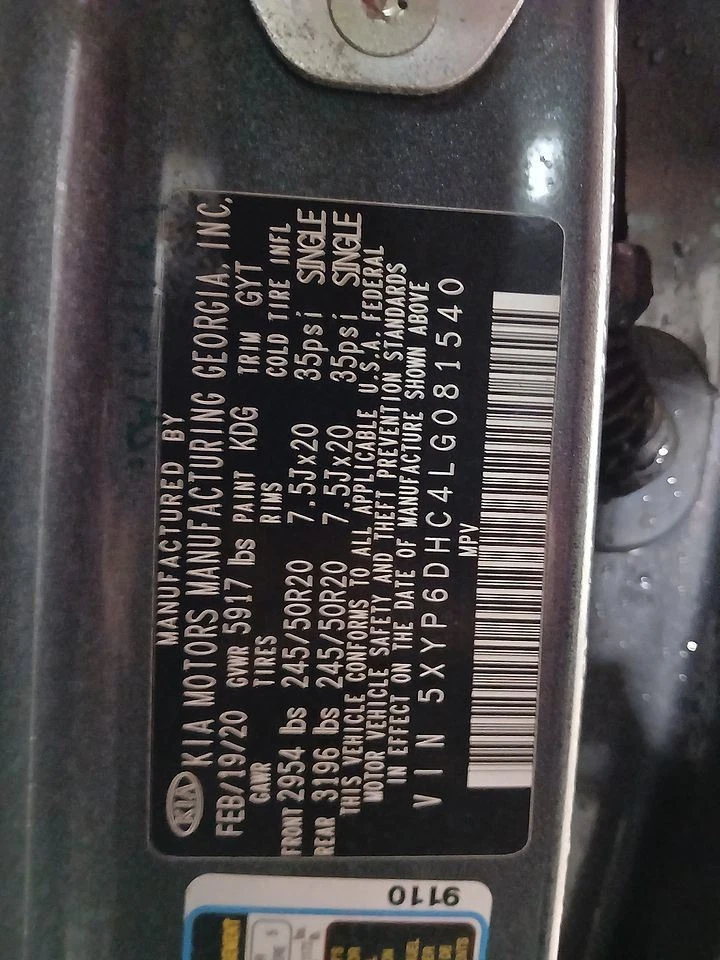 KIA
MANUFACTURED BY
KIA MOTORS MANUFACTURING GEORGIA, INC,
FEB/19/20 GVWR 5917 lbs PAINT KDG TRIM GYT
GAWR TIRES RIMS COLD TIRE INFL
FRONT 2954 lbs 245/50R20 7.5Jx20 35psi SINGLE
REAR 3196 lbs 245/50R20 7.5Jx20 35psi SINGLE
THIS VEHICLE CONFORMS TO ALL APPLICABLE U.S.A. FEDERAL
MOTOR VEHICLE SAFETY AND THEFT PREVENTION STANDARDS
IN EFFECT ON THE DATE OF MANUFACTURE SHOWN ABOVE
VIN 5XYP6DHC4LG081540
MPV
9110